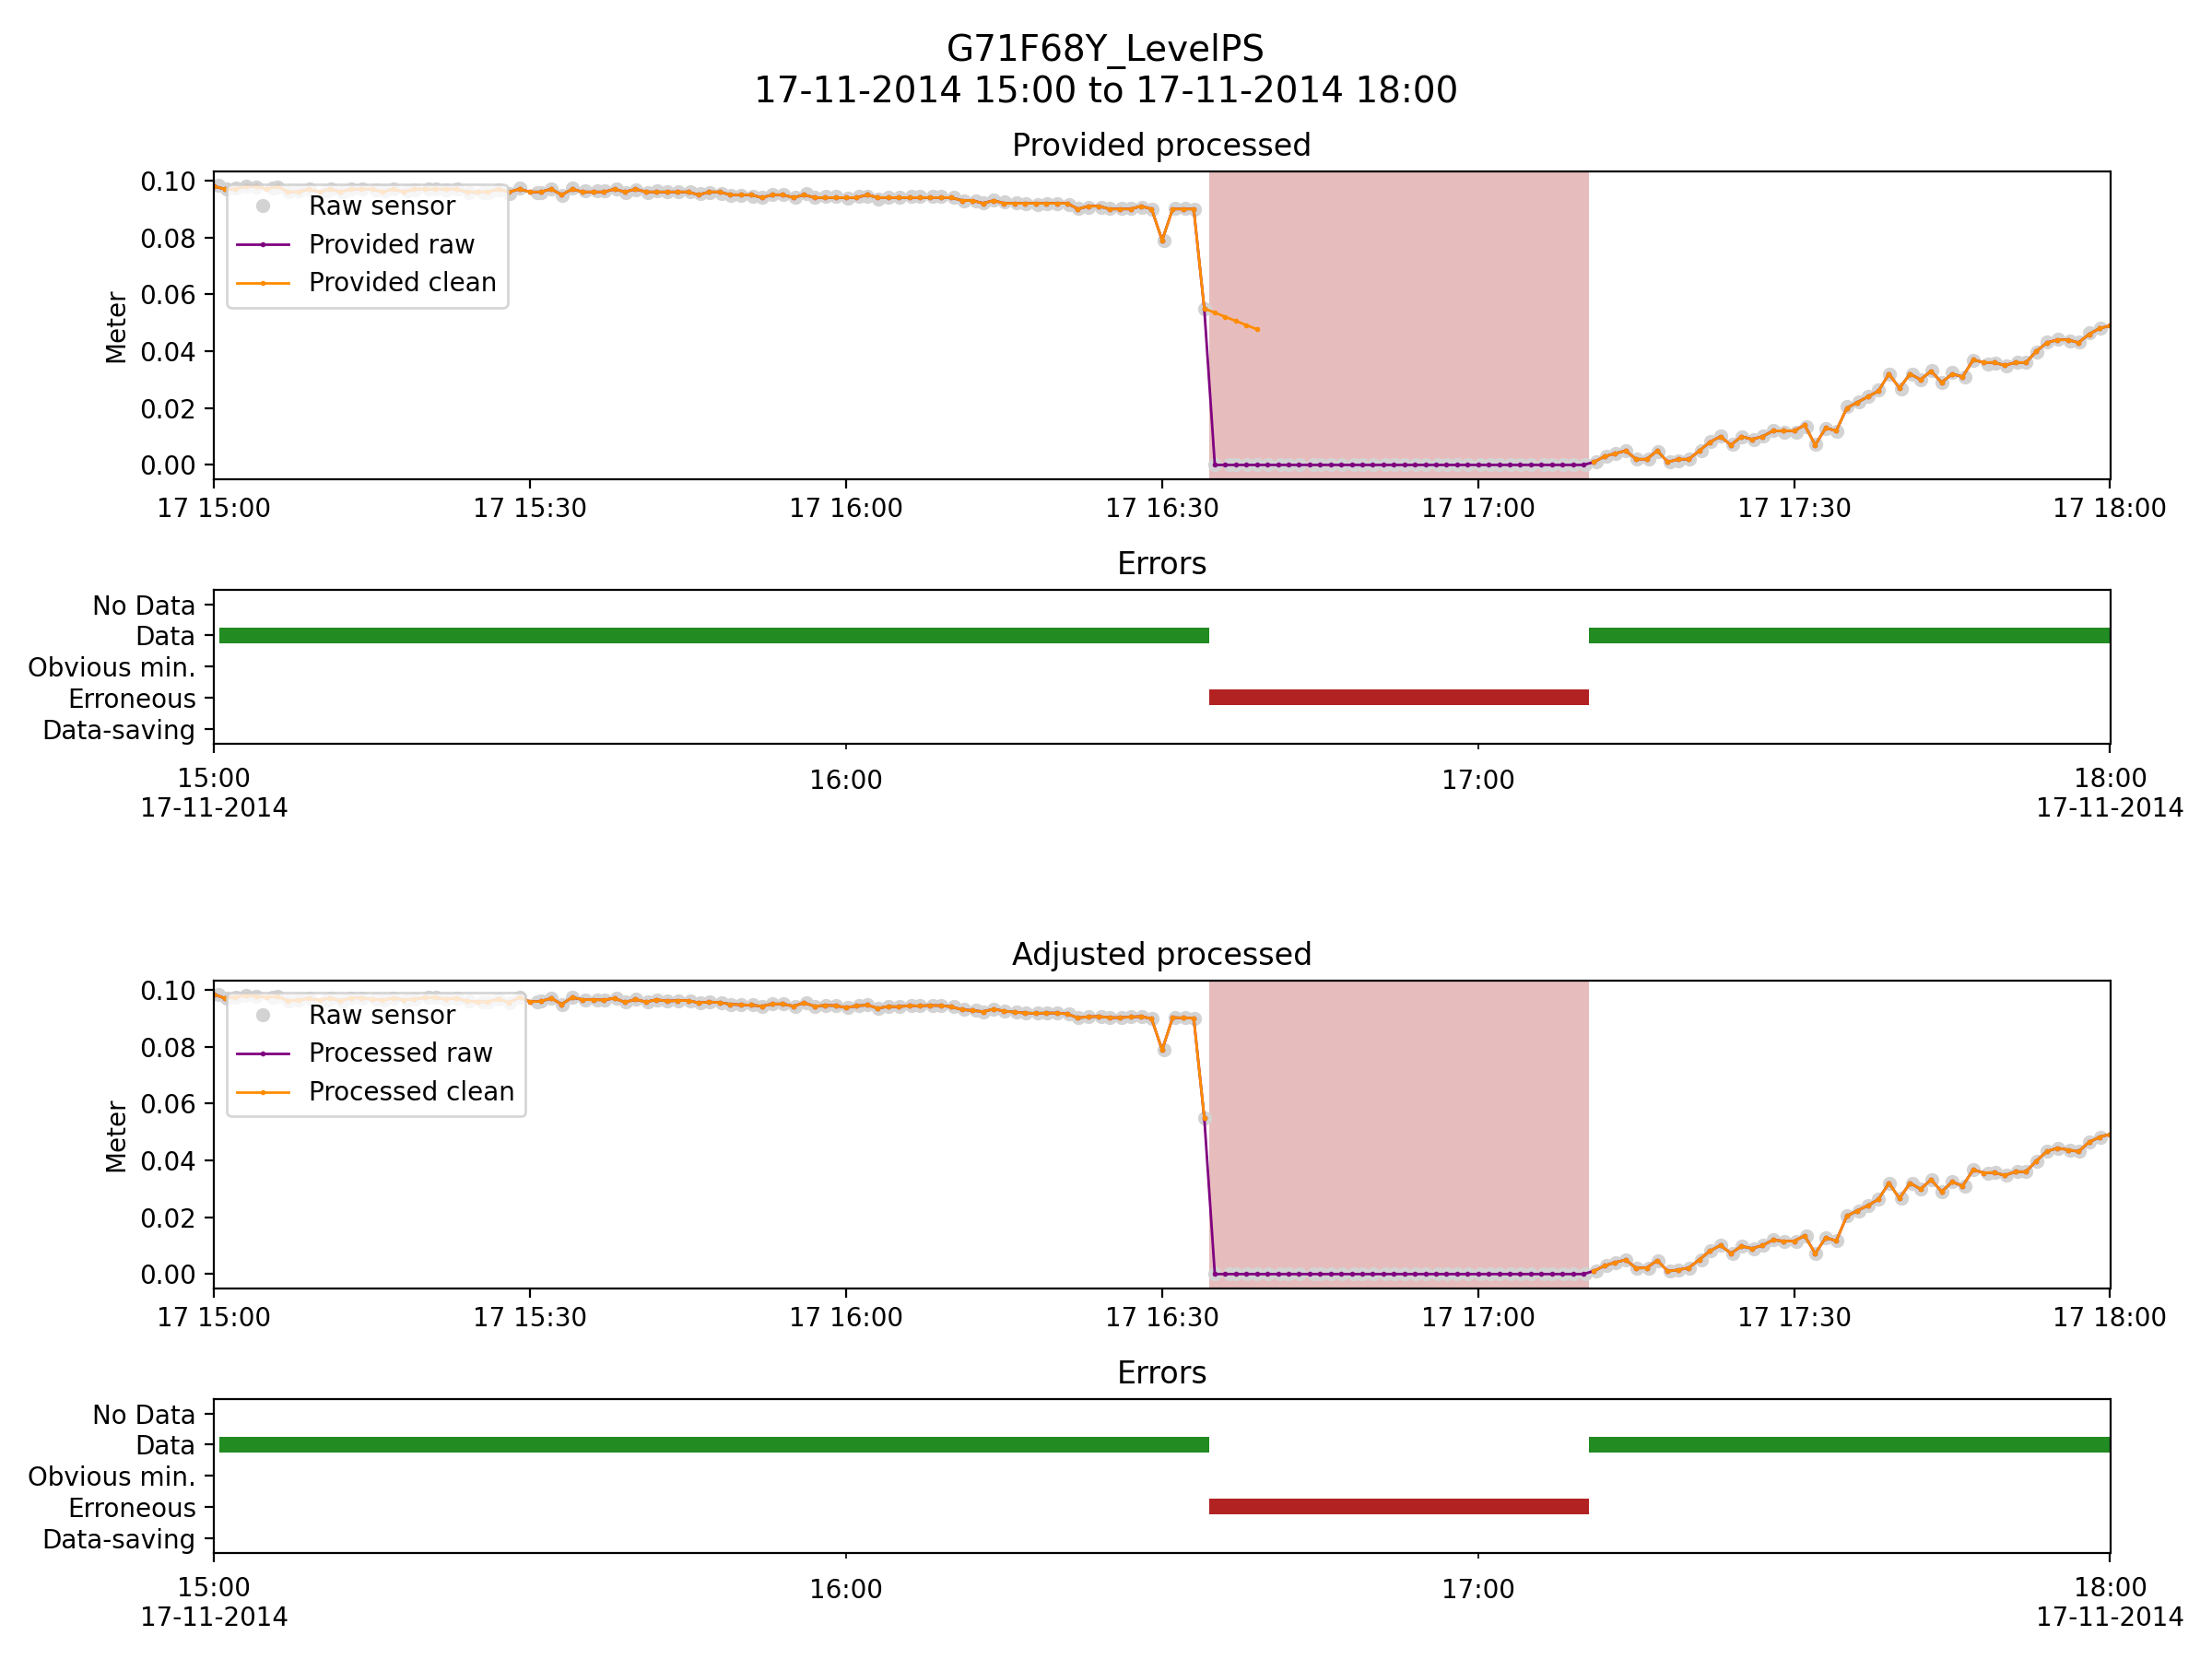 G71F68Y_LevelPS
17-11-2014 15:00 to 17-11-2014 18:00
Provided processed
Meter
0.10
0.08
0.06
0.04
0.02
0.00
Raw sensor
Provided raw
Provided clean
17 15:00 17 15:30 17 16:00 17 16:30 17 17:00 17 17:30 17 18:00
Errors
No Data
Data
Obvious min.
Erroneous
Data-saving
15:00 16:00 17:00 18:00
17-11-2014 17-11-2014
Adjusted processed
Meter
0.10
0.08
0.06
0.04
0.02
0.00
Raw sensor
Processed raw
Processed clean
17 15:00 17 15:30 17 16:00 17 16:30 17 17:00 17 17:30 17 18:00
Errors
No Data
Data
Obvious min.
Erroneous
Data-saving
15:00 16:00 17:00 18:00
17-11-2014 17-11-2014